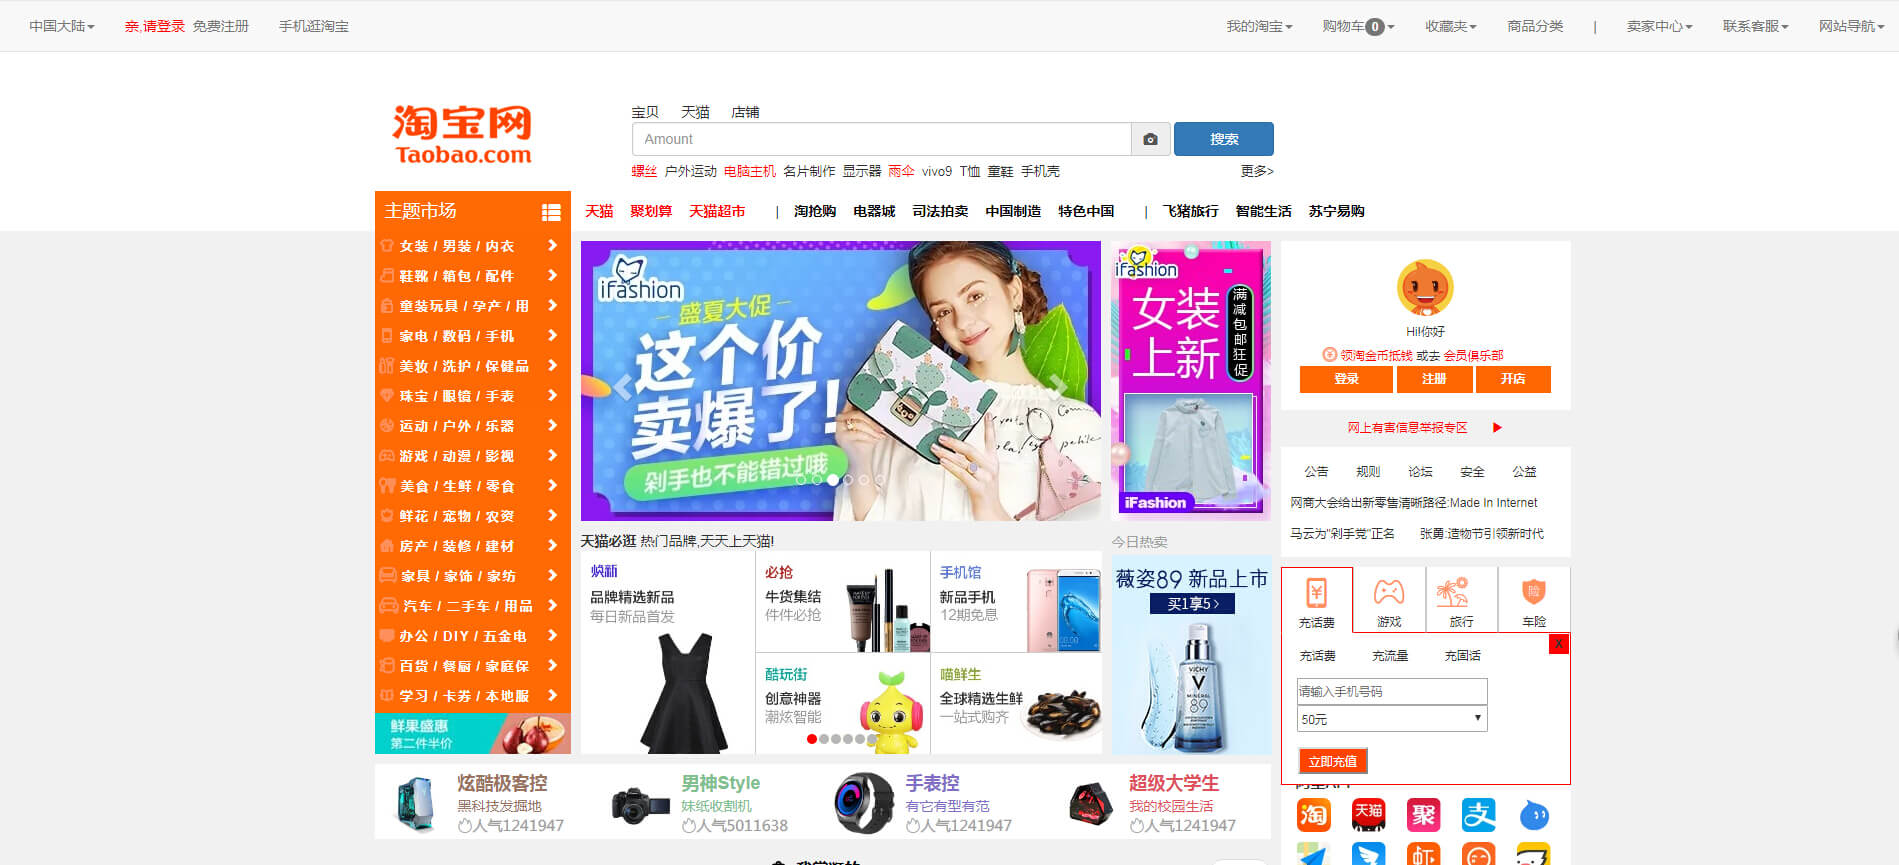 中国大陆 亲,请登录 免费注册 手机逛淘宝 我的淘宝 购物车 0 收藏夹 商品分类 | 卖家中心 联系客服 网站导航
淘宝网
Taobao.com
宝贝 天猫 店铺
Amount 搜索
螺丝 户外运动 电脑主机 名片制作 显示器 雨伞 vivo9 T恤 童鞋 手机壳 更多>
主题市场
天猫 聚划算 天猫超市 | 淘抢购 电器城 司法拍卖 中国制造 特色中国 | 飞猪旅行 智能生活 苏宁易购
女装 / 男装 / 内衣
鞋靴 / 箱包 / 配件
童装玩具 / 孕产 / 用
家电 / 数码 / 手机
美妆 / 洗护 / 保健品
珠宝 / 眼镜 / 手表
运动 / 户外 / 乐器
游戏 / 动漫 / 影视
美食 / 生鲜 / 零食
鲜花 / 宠物 / 农资
房产 / 装修 / 建材
家具 / 家饰 / 家坊
汽车 / 二手车 / 用品
办公 / DIY / 五金电
百货 / 餐厨 / 家庭保
学习 / 卡券 / 本地服
鲜果盛惠
第二件半价
iFashion
盛夏大促
这个价
卖爆了!
剁手也不能错过哦
iFashion
女装
上新
满减包邮狂促
iFashion
Hi!你好
领淘金币抵钱 或去 会员俱乐部
登录 注册 开店
网上有害信息举报专区
公告 规则 论坛 安全 公益
网商大会给出新零售清晰路径:Made In Internet
马云为"剁手党"正名 张勇:造物节引领新时代
天猫必逛 热门品牌,天天上天猫!
焕新
品牌精选新品
每日新品首发
必抢
牛货集结
件件必抢
手机馆
新品手机
12期免息
酷玩街
创意神器
潮炫智能
喵鲜生
全球精选生鲜
一站式购齐
今日热卖
薇姿89 新品上市
买1享5>
VICHY
MINERAL
89
充话费 游戏 旅行 车险
X
充话费 充流量 充固话
请输入手机号码
50元
立即充值
炫酷极客控
黑科技发掘地
人气1241947
男神Style
妹纸收割机
人气5011638
手表控
有它有型有范
人气1241947
超级大学生
我的校园生活
人气1241947
淘 天猫 聚 支
虾